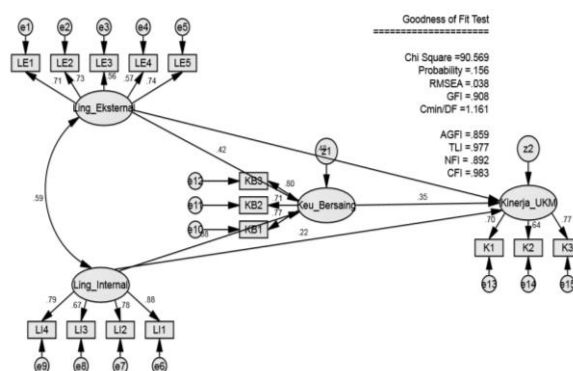 Goodness of Fit Test
=====================
Chi Square =90.569
Probability =.156
RMSEA =.038
GFI =.908
Cmin/DF =1.161
AGFI =.859
TLI =.977
NFI =.892
CFI =.983
e1 e2 e3 e4 e5
LE1 LE2 LE3 LE4 LE5
.71 .73 .56 .57 .74
Ling_Eksternal
.42
z1
z2
.59
e12 KB3 .80
e11 KB2 .71 Keu_Bersaing .35 Kinerja_UKM
e10 KB1 .77
.22
.70 .64 .77
K1 K2 K3
e13 e14 e15
Ling_Internal
.79 .67 .78 .88
LI4 LI3 LI2 LI1
e9 e8 e7 e6